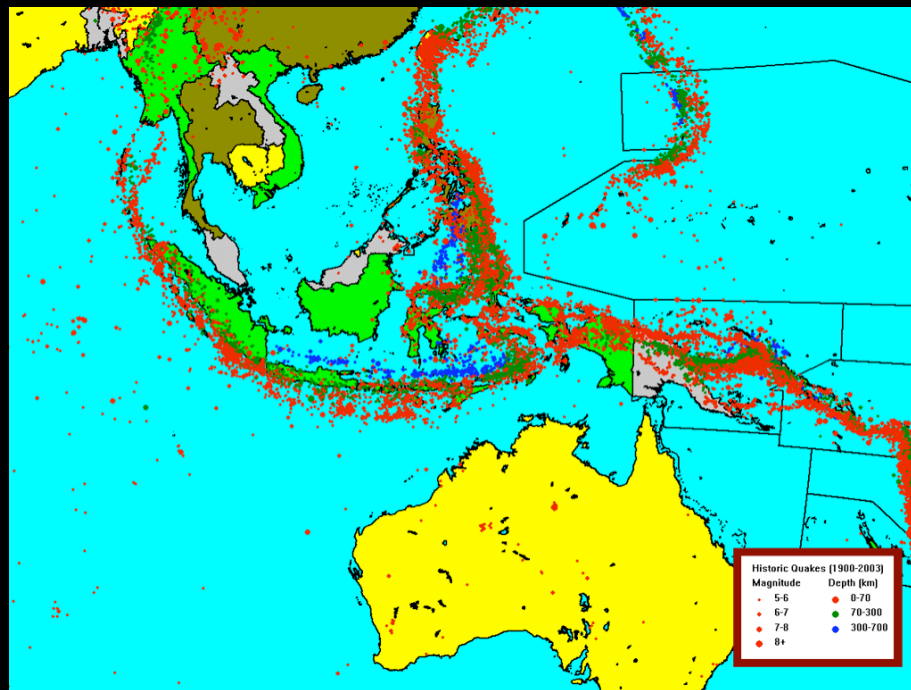 Historic Quakes (1900-2003)
Magnitude Depth (km)
5-6 0-70
6-7 70-300
7-8 300-700
8+